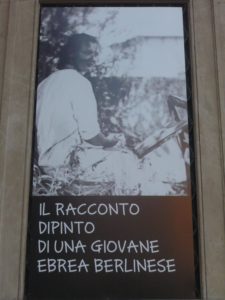 IL RACCONTO
DIPINTO
DI UNA GIOVANE
EBREA BERLINESE